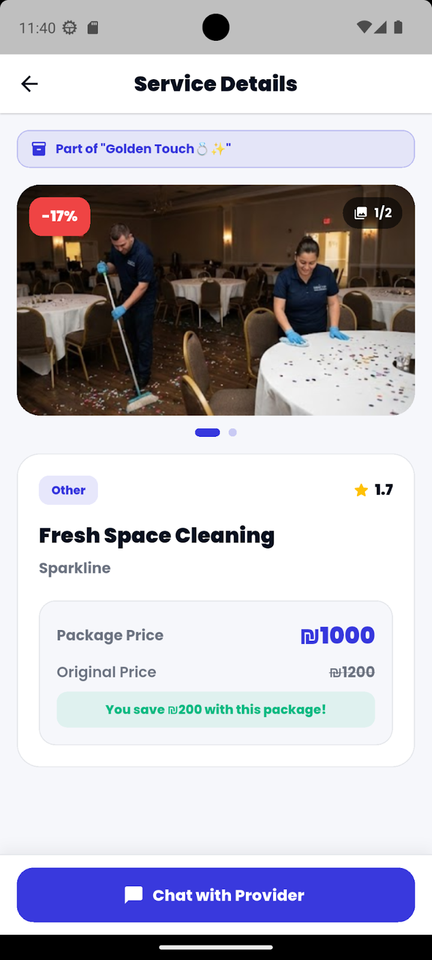 11:40
Service Details
Part of "Golden Touch💍✨"
-17%
1/2
Other
1.7
Fresh Space Cleaning
Sparkline
Package Price
₪1000
Original Price
₪1200
You save ₪200 with this package!
Chat with Provider